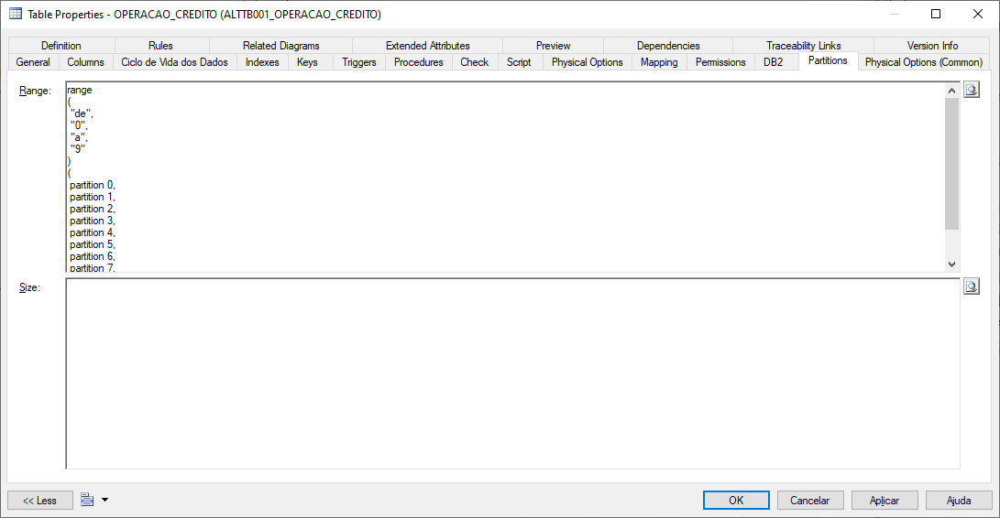 Table Properties - OPERACAO_CREDITO (ALTTB001_OPERACAO_CREDITO)
Definition Rules Related Diagrams Extended Attributes Preview Dependencies Traceability Links Version Info
General Columns Ciclo de Vida dos Dados Indexes Keys Triggers Procedures Check Script Physical Options Mapping Permissions DB2 Partitions Physical Options (Common)
Range:
range
(
"de",
"0",
"a",
"9"
)
(
partition 0,
partition 1,
partition 2,
partition 3,
partition 4,
partition 5,
partition 6,
partition 7,
Size:
<< Less OK Cancelar Aplicar Ajuda